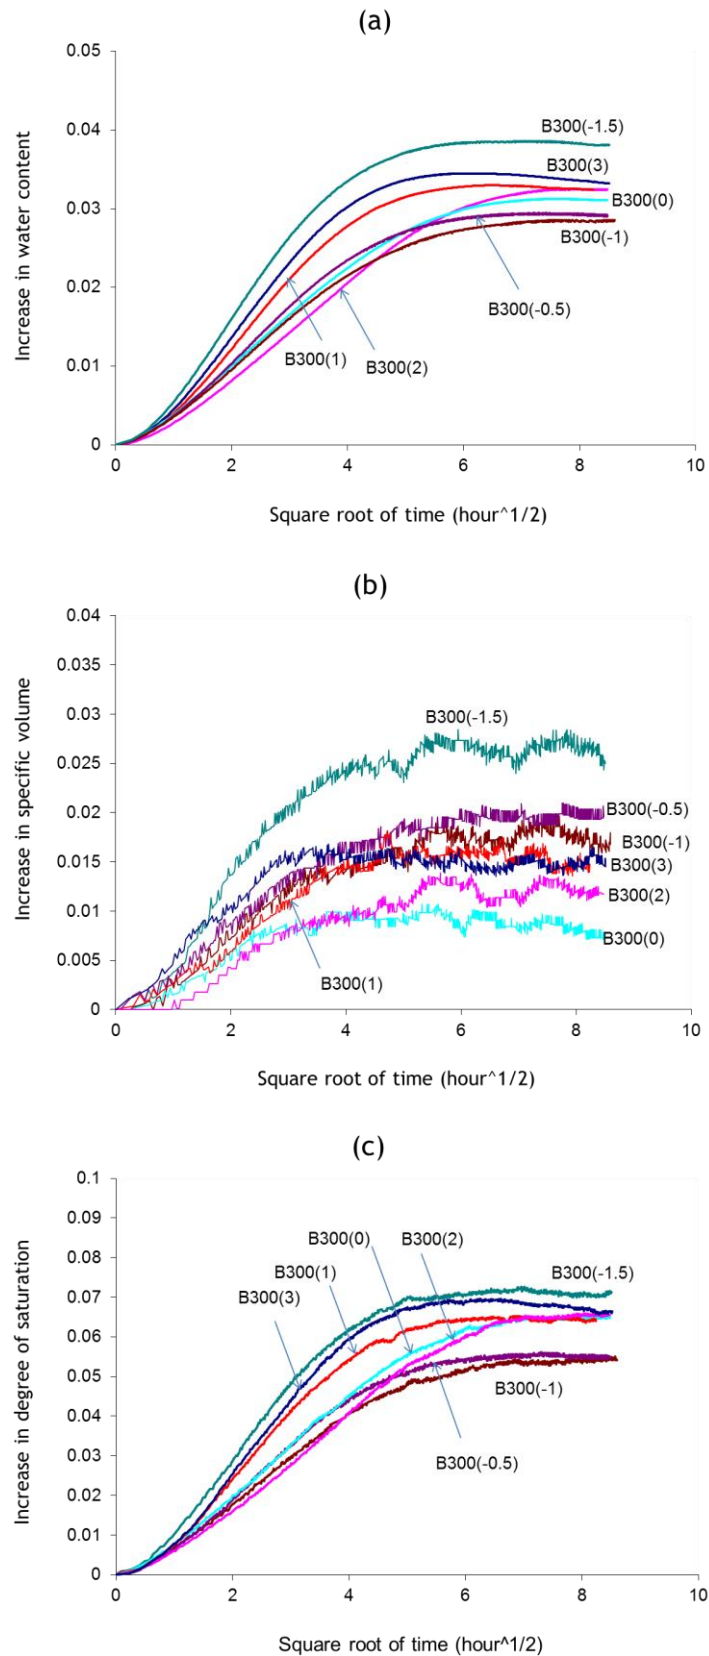 (a)
0.05
0.04
0.03
0.02
0.01
0
Increase in water content
B300(-1.5)
B300(3)
B300(0)
B300(-1)
B300(-0.5)
B300(1)
B300(2)
0 2 4 6 8 10
Square root of time (hour^1/2)
(b)
0.04
0.035
0.03
0.025
0.02
0.015
0.01
0.005
0
Increase in specific volume
B300(-1.5)
B300(-0.5)
B300(-1)
B300(3)
B300(2)
B300(0)
B300(1)
0 2 4 6 8 10
Square root of time (hour^1/2)
(c)
0.1
0.09
0.08
0.07
0.06
0.05
0.04
0.03
0.02
0.01
0
Increase in degree of saturation
B300(0)
B300(2)
B300(1)
B300(3)
B300(-1.5)
B300(-1)
B300(-0.5)
0 2 4 6 8 10
Square root of time (hour^1/2)